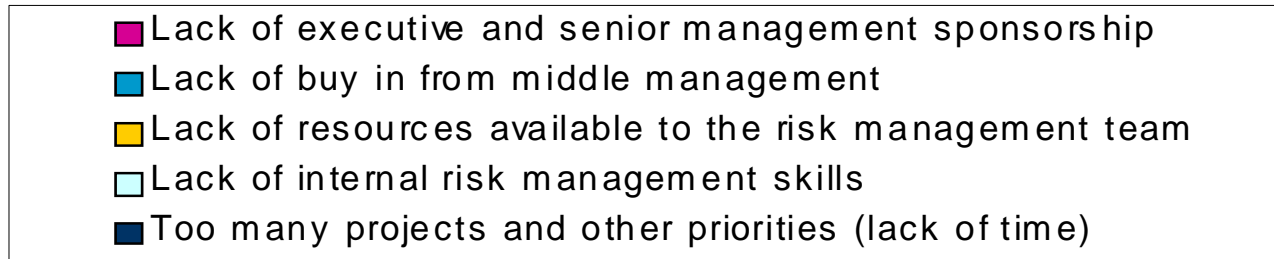 Lack of executive and senior management sponsorship
Lack of buy in from middle management
Lack of resources available to the risk management team
Lack of internal risk management skills
Too many projects and other priorities (lack of time)